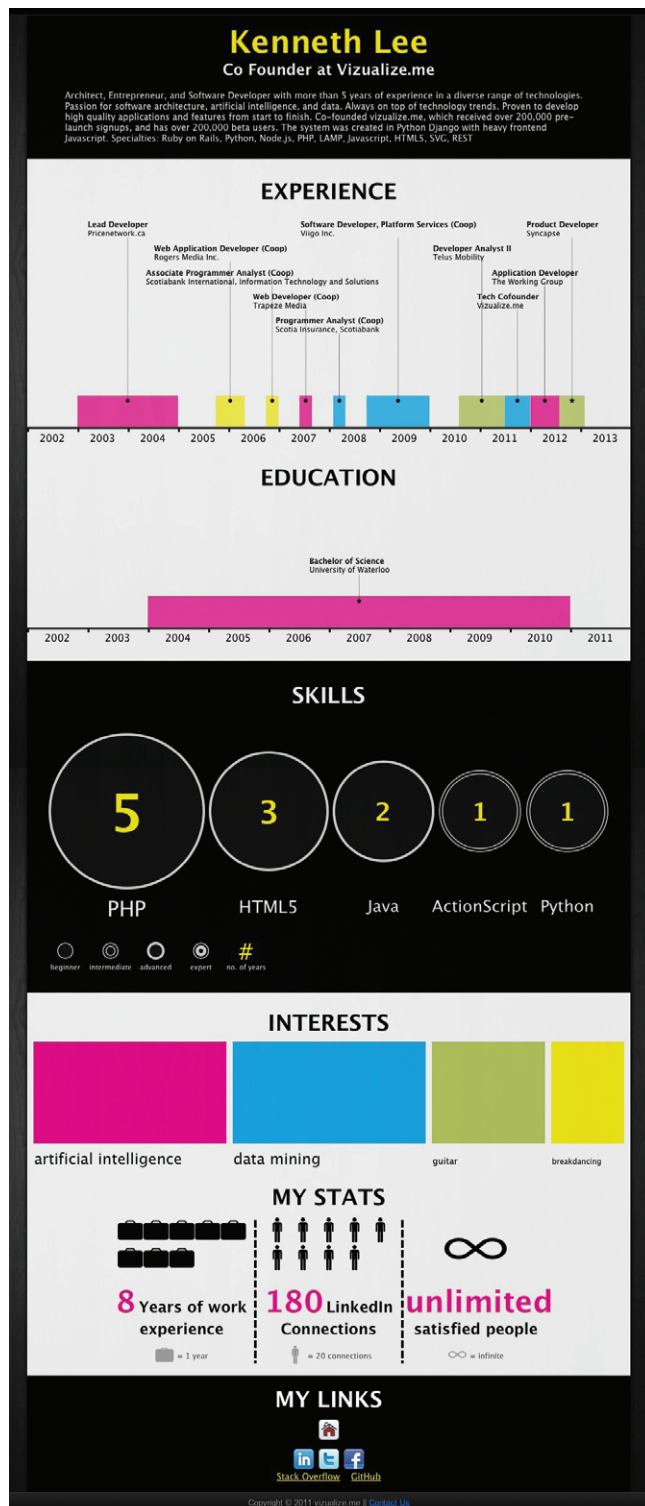 Kenneth Lee
Co Founder at Vizualize.me
Architect, Entrepreneur, and Software Developer with more than 5 years of experience in a diverse range of technologies.
Passion for software architecture, artificial intelligence, and data. Always on top of technology trends. Proven to develop
high quality applications and features from start to finish. Co-founded vizualize.me, which received over 200,000 pre-
launch signups, and has over 200,000 beta users. The system was created in Python Django with heavy frontend
Javascript. Specialties: Ruby on Rails, Python, Node.js, PHP, LAMP, Javascript, HTML5, SVG, REST
EXPERIENCE
Lead Developer
Pricenetwork.ca
Software Developer, Platform Services (Coop)
Viigo Inc.
Product Developer
Syncapse
Web Application Developer (Coop)
Rogers Media Inc.
Developer Analyst II
Telus Mobility
Associate Programmer Analyst (Coop)
Scotiabank International, Information Technology and Solutions
Application Developer
The Working Group
Web Developer (Coop)
Trapeze Media
Tech Cofounder
Vizualize.me
Programmer Analyst (Coop)
Scotia Insurance, Scotiabank
2002 2003 2004 2005 2006 2007 2008 2009 2010 2011 2012 2013
EDUCATION
Bachelor of Science
University of Waterloo
2002 2003 2004 2005 2006 2007 2008 2009 2010 2011
SKILLS
5 3 2 1 1
PHP HTML5 Java ActionScript Python
#
beginner intermediate advanced expert no. of years
INTERESTS
artificial intelligence data mining guitar breakdancing
MY STATS
8 Years of work
experience
= 1 year
180 LinkedIn
Connections
= 20 connections
unlimited
satisfied people
= infinite
MY LINKS
in t f
Stack Overflow GitHub
Copyright © 2011 vizualize.me || Contact Us